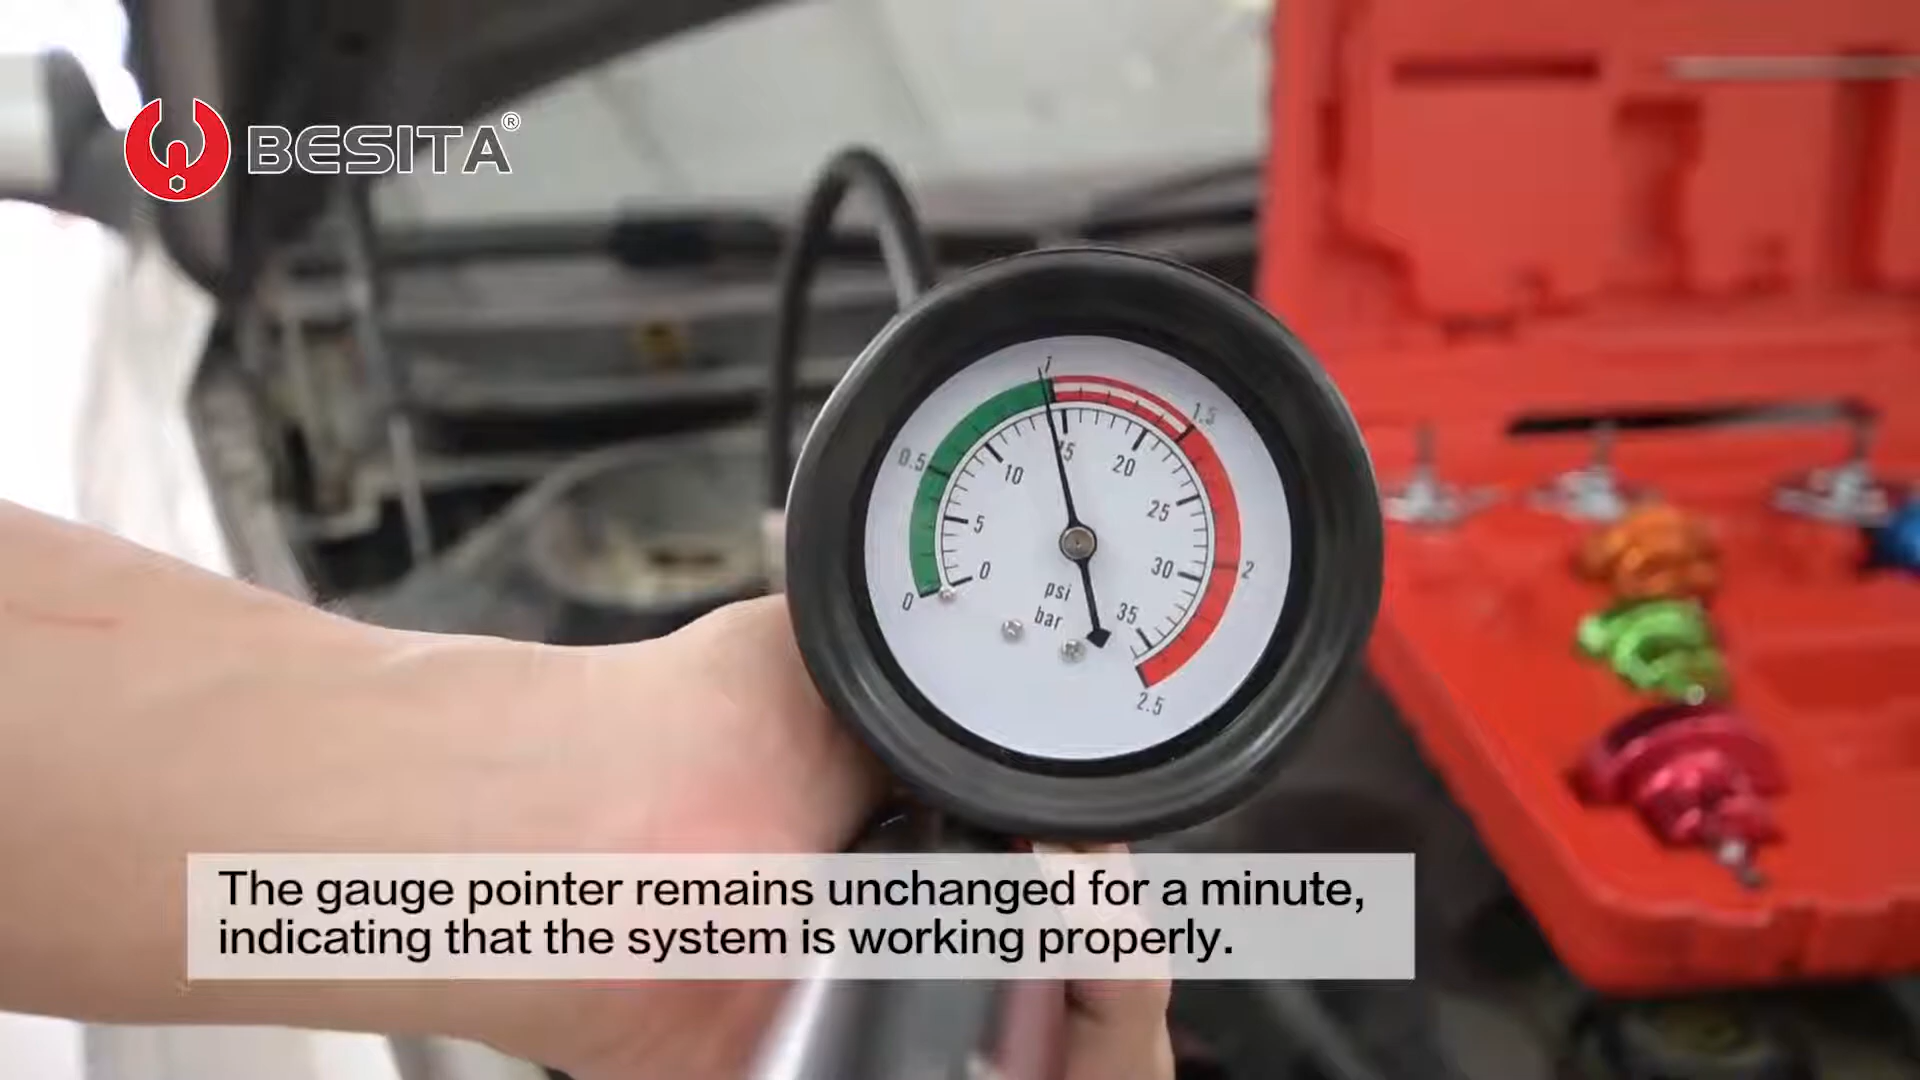 BESITA®
1
1.5
0.5
15
20
10
25
5
0
30
2
psi
0
bar
35
2.5
The gauge pointer remains unchanged for a minute,
indicating that the system is working properly.